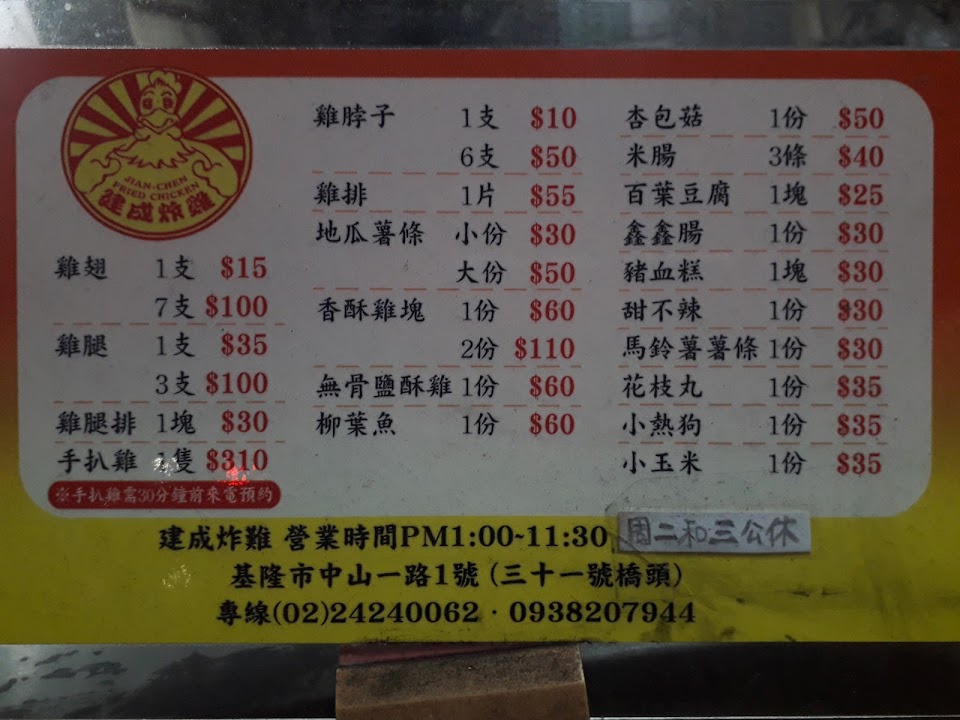 JIAN-CHEN
FRIED CHICKEN
建成炸雞
雞翅 1支 $15
7支 $100
雞腿 1支 $35
3支 $100
雞腿排 1塊 $30
手扒雞 1隻 $310
※手扒雞需30分鐘前來電預約
雞脖子 1支 $10
6支 $50
雞排 1片 $55
地瓜薯條 小份 $30
大份 $50
香酥雞塊 1份 $60
2份 $110
無骨鹽酥雞 1份 $60
柳葉魚 1份 $60
杏包菇 1份 $50
米腸 3條 $40
百葉豆腐 1塊 $25
鑫鑫腸 1份 $30
豬血糕 1塊 $30
甜不辣 1份 $30
馬鈴薯薯條 1份 $30
花枝丸 1份 $35
小熱狗 1份 $35
小玉米 1份 $35
建成炸雞 營業時間PM1:00~11:30 周二和三公休
基隆市中山一路1號 (三十一號橋頭)
專線(02)24240062 · 0938207944